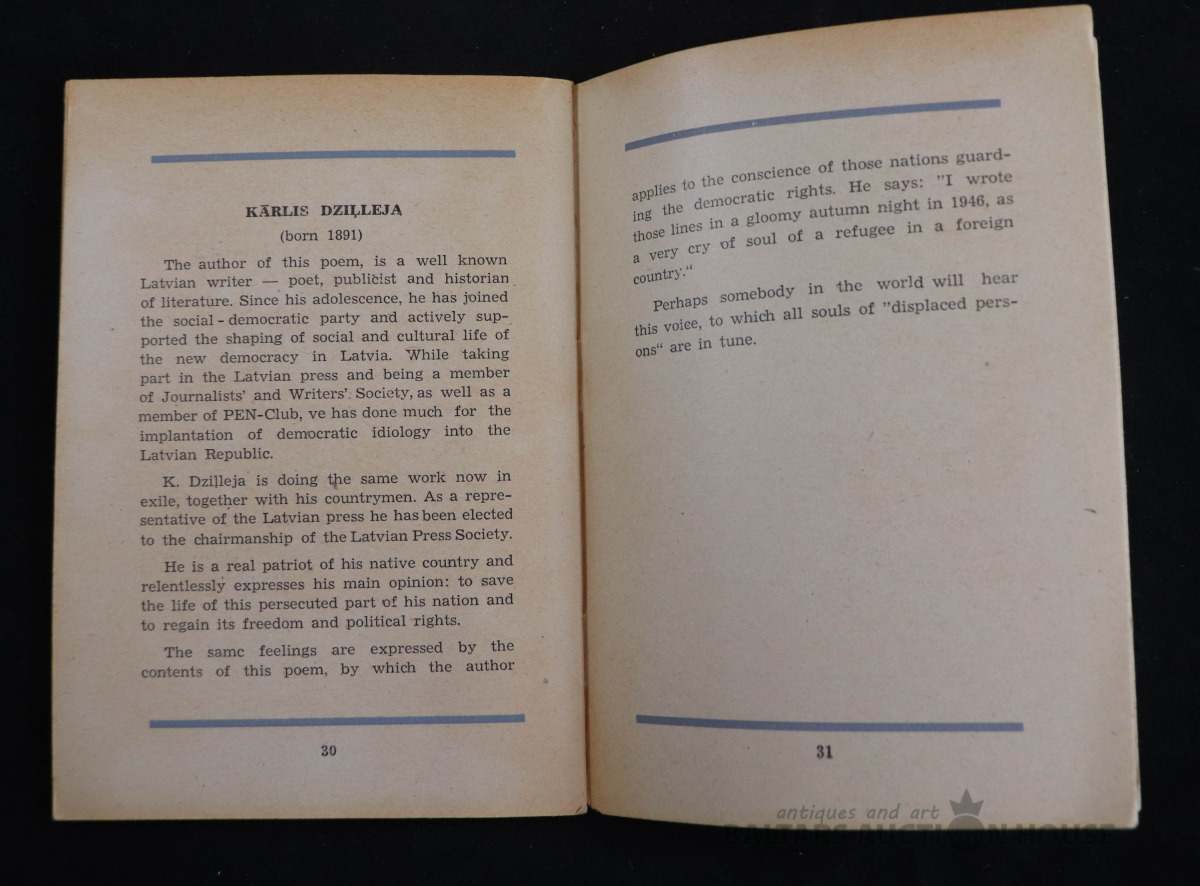 KĀRLIS DZIĻLEJA
(born 1891)
The author of this poem, is a well known
Latvian writer — poet, publicist and historian
of literature. Since his adolescence, he has joined
the social-democratic party and actively sup-
ported the shaping of social and cultural life of
the new democracy in Latvia. While taking
part in the Latvian press and being a member
of Journalists' and Writers'. Society, as well as a
member of PEN-Club, ve has done much for the
implantation of democratic idiology into the
Latvian Republic.
K. Dziļleja is doing the same work now in
exile, together with his countrymen. As a repre-
sentative of the Latvian press he has been elected
to the chairmanship of the Latvian Press Society.
He is a real patriot of his native country and
relentlessly expresses his main opinion: to save
the life of this persecuted part of his nation and
to regain its freedom and political rights.
The samc feelings are expressed by the
contents of this poem, by which the author
30
applies to the conscience of those nations guard-
ing the democratic rights. He says: "I wrote
those lines in a gloomy autumn night in 1946, as
a very cry of soul of a refugee in a foreign
country.“
Perhaps somebody in the world will hear
this voice, to which all souls of "displaced pers-
ons“ are in tune.
31
antiques and art
BALTARS AUCTION HOUSE